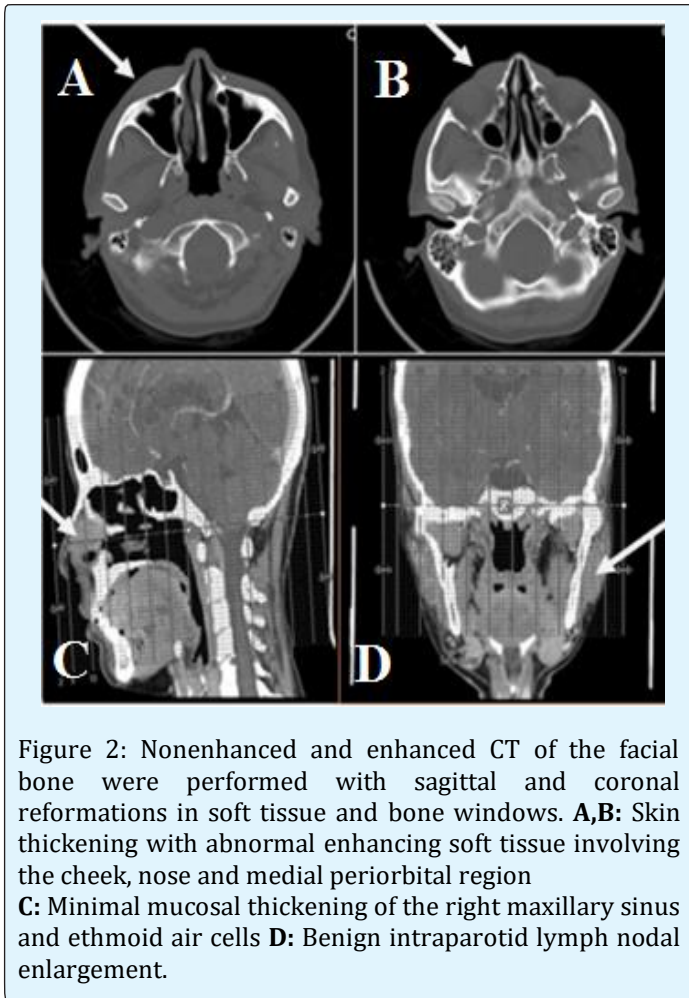 A
B
C
D
Figure 2: Nonenhanced and enhanced CT of the facial
bone were performed with sagittal and coronal
reformations in soft tissue and bone windows. A,B: Skin
thickening with abnormal enhancing soft tissue involving
the cheek, nose and medial periorbital region
C: Minimal mucosal thickening of the right maxillary sinus
and ethmoid air cells D: Benign intraparotid lymph nodal
enlargement.